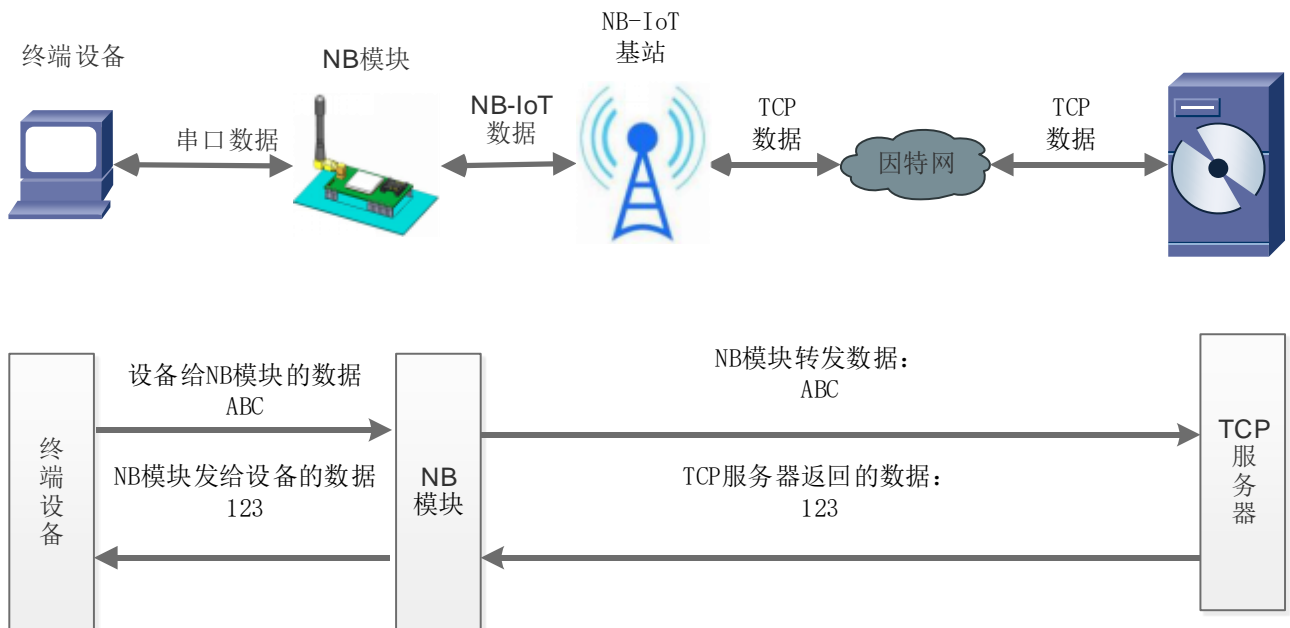 NB-IoT
基站
终端设备
NB模块
NB-IoT
数据
TCP
数据
TCP
数据
串口数据
因特网
设备给NB模块的数据
ABC
NB模块转发数据:
ABC
终端设备
NB模块发给设备的数据
123
NB
模块
TCP服务器返回的数据:
123
TCP
服务器